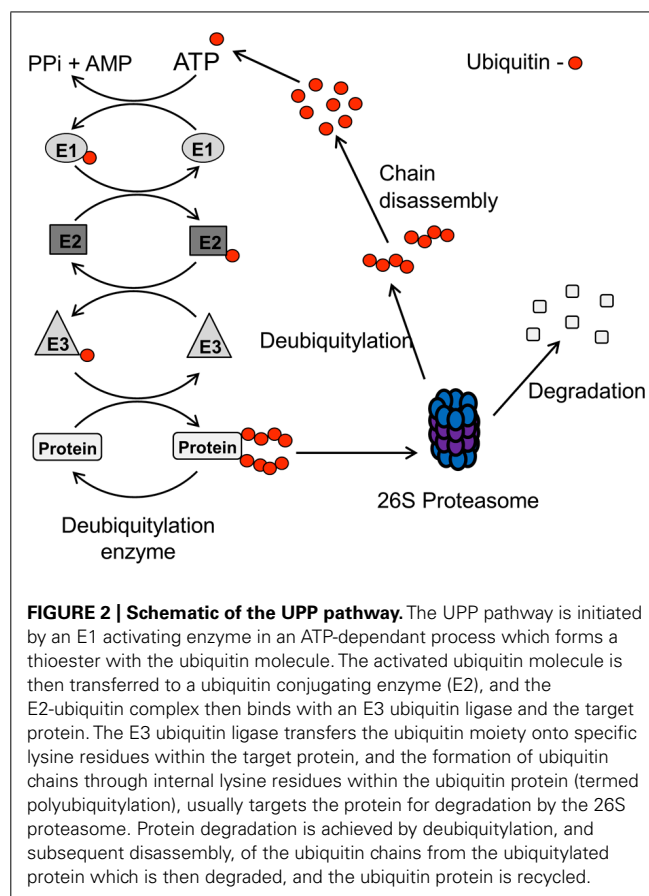 PPi + AMP
ATP
Ubiquitin -
E1
E1
Chain
disassembly
E2
E2
E3
E3
Deubiquitylation
Degradation
Protein
Protein
26S Proteasome
Deubiquitylation
enzyme
FIGURE 2 | Schematic of the UPP pathway. The UPP pathway is initiated
by an E1 activating enzyme in an ATP-dependant process which forms a
thioester with the ubiquitin molecule. The activated ubiquitin molecule is
then transferred to a ubiquitin conjugating enzyme (E2), and the
E2-ubiquitin complex then binds with an E3 ubiquitin ligase and the target
protein. The E3 ubiquitin ligase transfers the ubiquitin moiety onto specific
lysine residues within the target protein, and the formation of ubiquitin
chains through internal lysine residues within the ubiquitin protein (termed
polyubiquitylation), usually targets the protein for degradation by the 26S
proteasome. Protein degradation is achieved by deubiquitylation, and
subsequent disassembly, of the ubiquitin chains from the ubiquitylated
protein which is then degraded, and the ubiquitin protein is recycled.